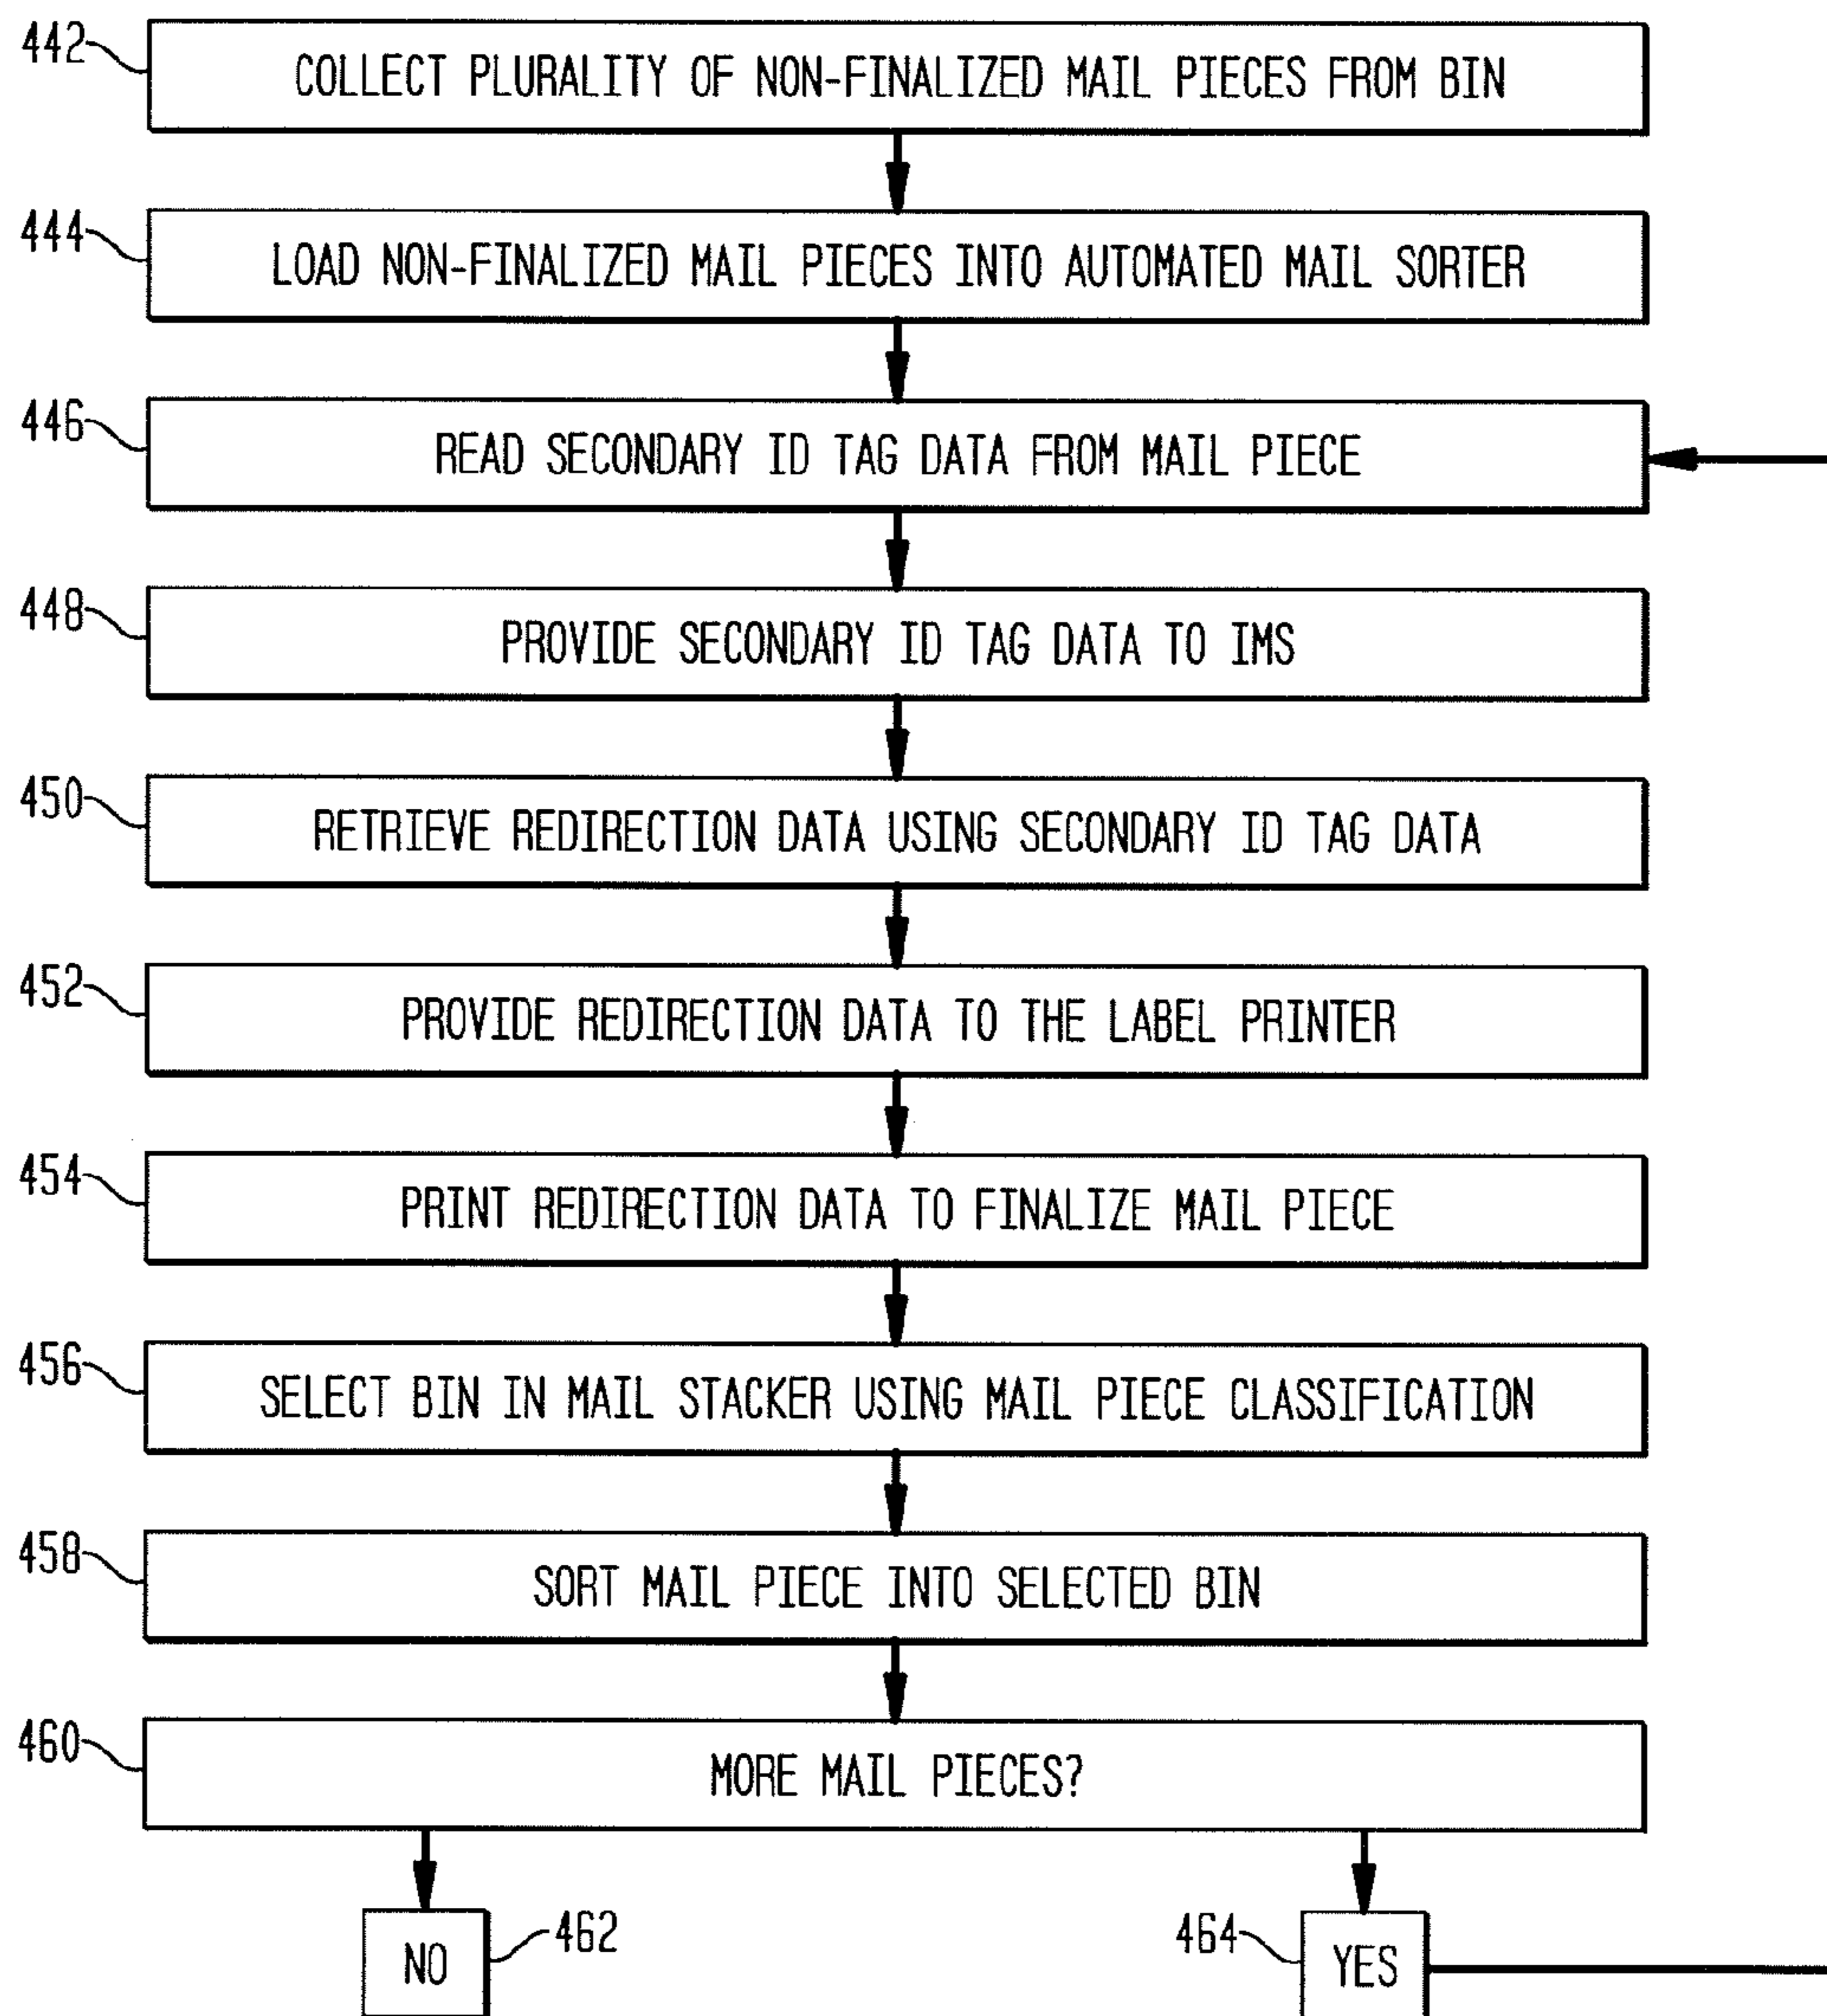 442
COLLECT PLURALITY OF NON-FINALIZED MAIL PIECES FROM BIN
444
LOAD NON-FINALIZED MAIL PIECES INTO AUTOMATED MAIL SORTER
446
READ SECONDARY ID TAG DATA FROM MAIL PIECE
448
PROVIDE SECONDARY ID TAG DATA TO IMS
450
RETRIEVE REDIRECTION DATA USING SECONDARY ID TAG DATA
452
PROVIDE REDIRECTION DATA TO THE LABEL PRINTER
454
PRINT REDIRECTION DATA TO FINALIZE MAIL PIECE
456
SELECT BIN IN MAIL STACKER USING MAIL PIECE CLASSIFICATION
458
SORT MAIL PIECE INTO SELECTED BIN
460
MORE MAIL PIECES?
NO
462
464
YES